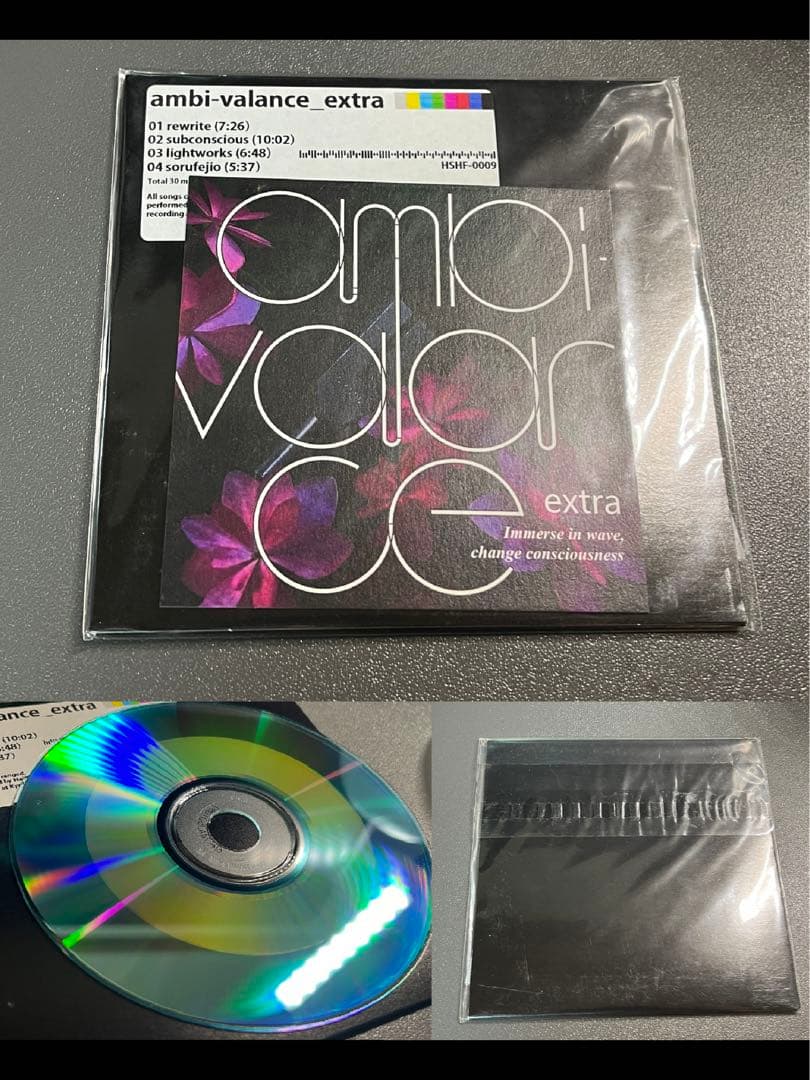 ambi-valance_extra
01 rewrite (7:26)
02 subconscious (10:02)
03 lightworks (6:48)
04 sorufejio (5:37)
HSHF-0009
Total 30 m
All songs
performed
recording
ambi-
valan
ce
extra
Immerse in wave,
change consciousness
ance_extra
(10:02)
:48)
37)
ranged,